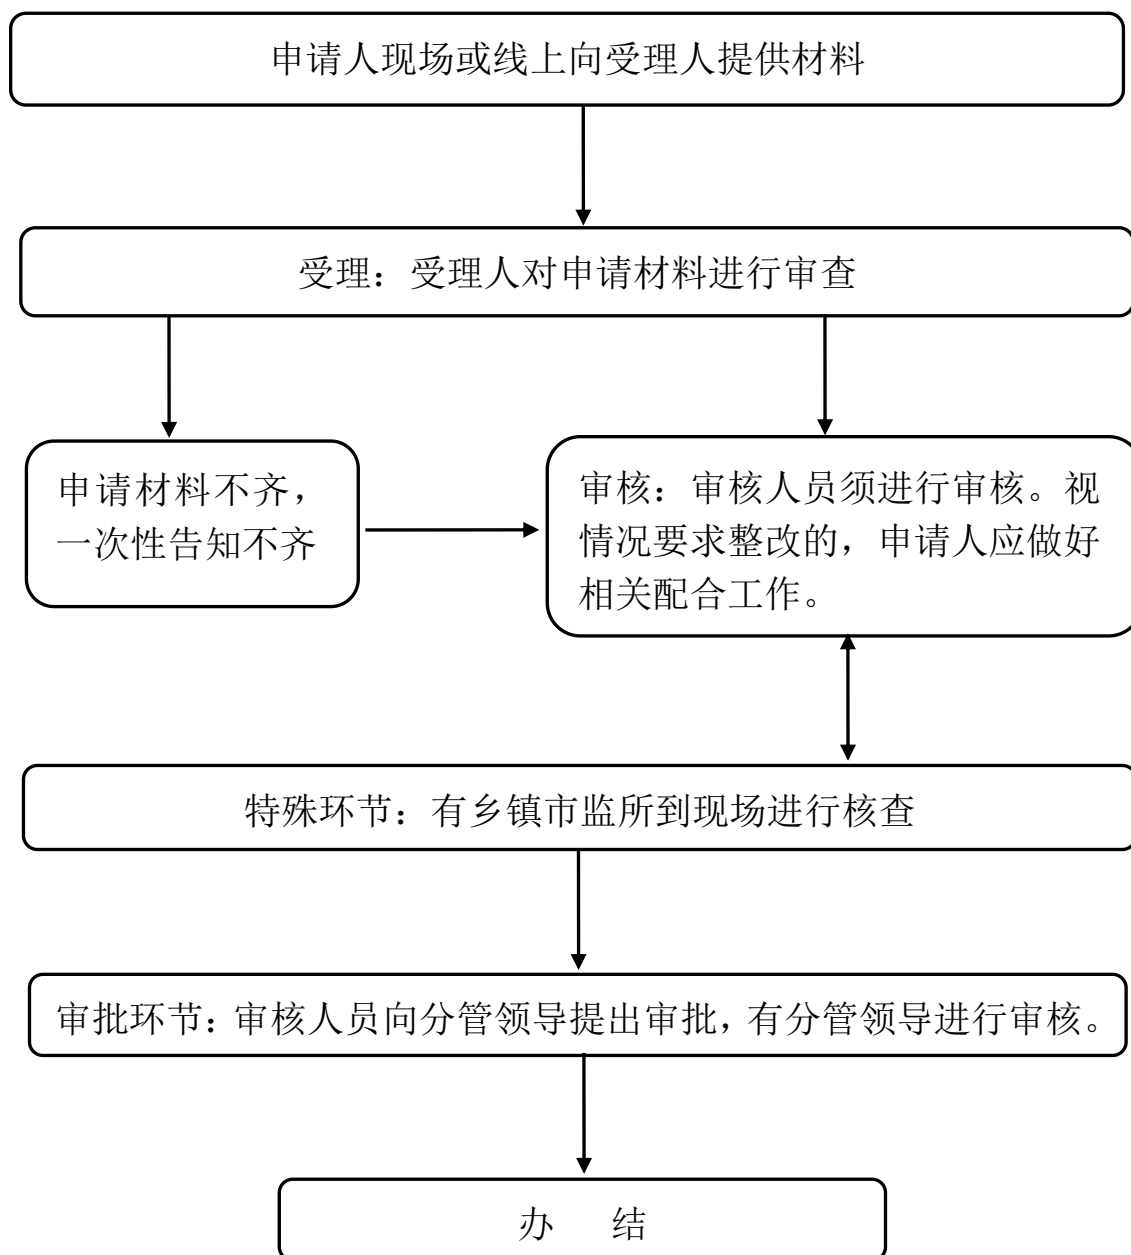 申请人现场或线上向受理人提供材料
受理：受理人对申请材料进行审查
申请材料不齐，
一次性告知不齐
审核：审核人员须进行审核。视
情况要求整改的，申请人应做好
相关配合工作。
特殊环节：有乡镇市监所到现场进行核查
审批环节：审核人员向分管领导提出审批，有分管领导进行审核。
办 结